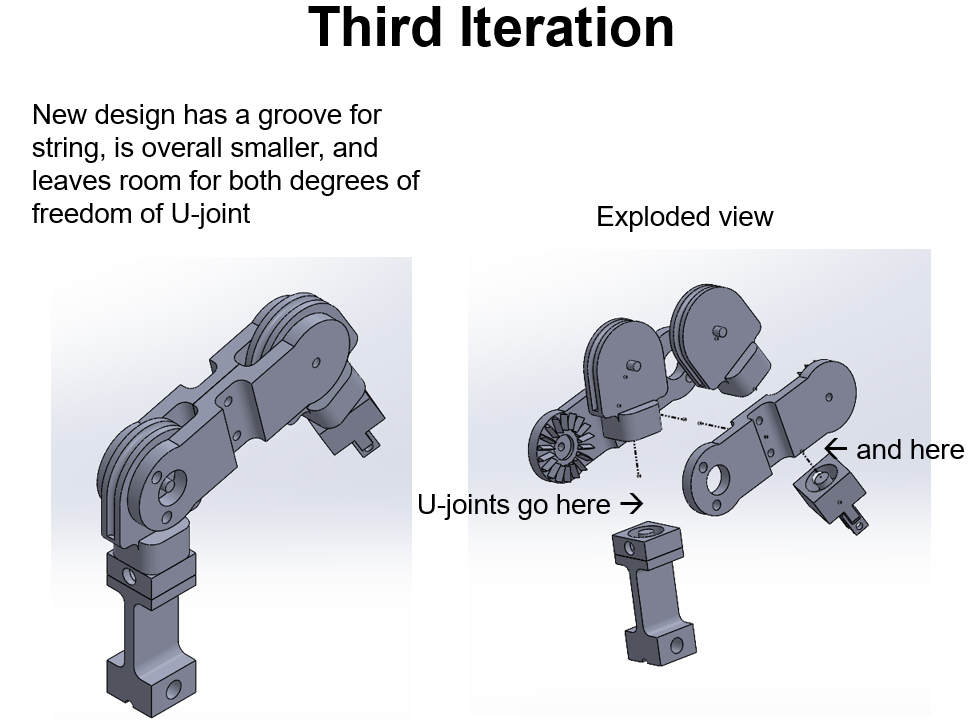 Third Iteration
New design has a groove for
string, is overall smaller, and
leaves room for both degrees of
freedom of U-joint
Exploded view
← and here
U-joints go here →